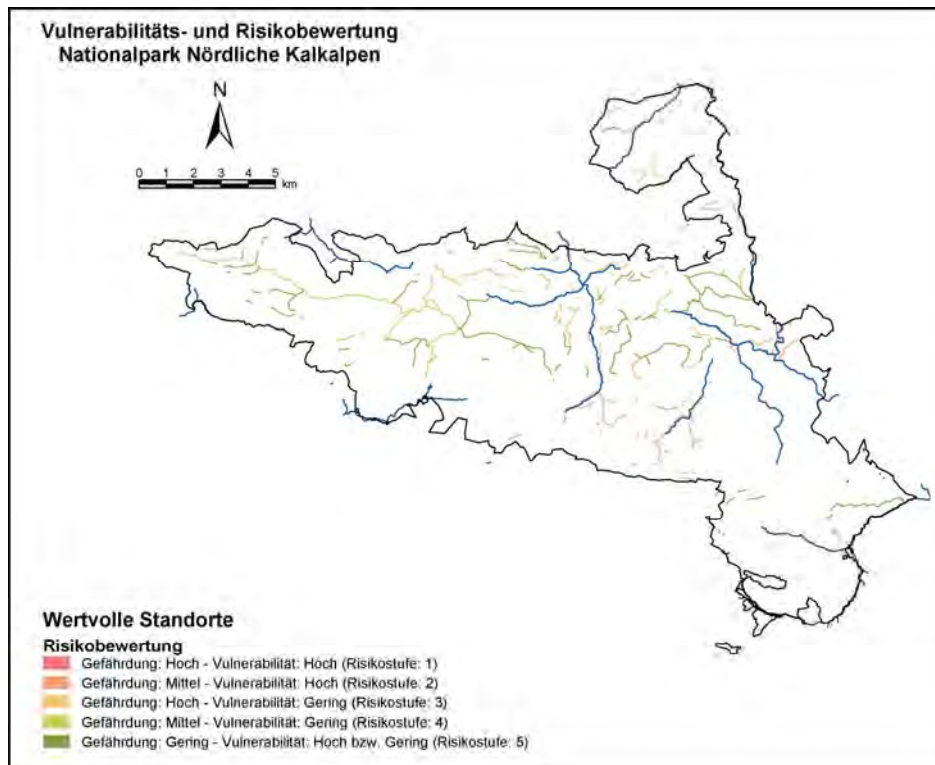 Vulnerabilitäts- und Risikobewertung
Nationalpark Nördliche Kalkalpen
N
0 1 2 3 4 5
km
Wertvolle Standorte
Risikobewertung
Gefährdung: Hoch - Vulnerabilität: Hoch (Risikostufe: 1)
Gefährdung: Mittel - Vulnerabilität: Hoch (Risikostufe: 2)
Gefährdung: Hoch - Vulnerabilität: Gering (Risikostufe: 3)
Gefährdung: Mittel - Vulnerabilität: Gering (Risikostufe: 4)
Gefährdung: Gering - Vulnerabilität: Hoch bzw. Gering (Risikostufe: 5)